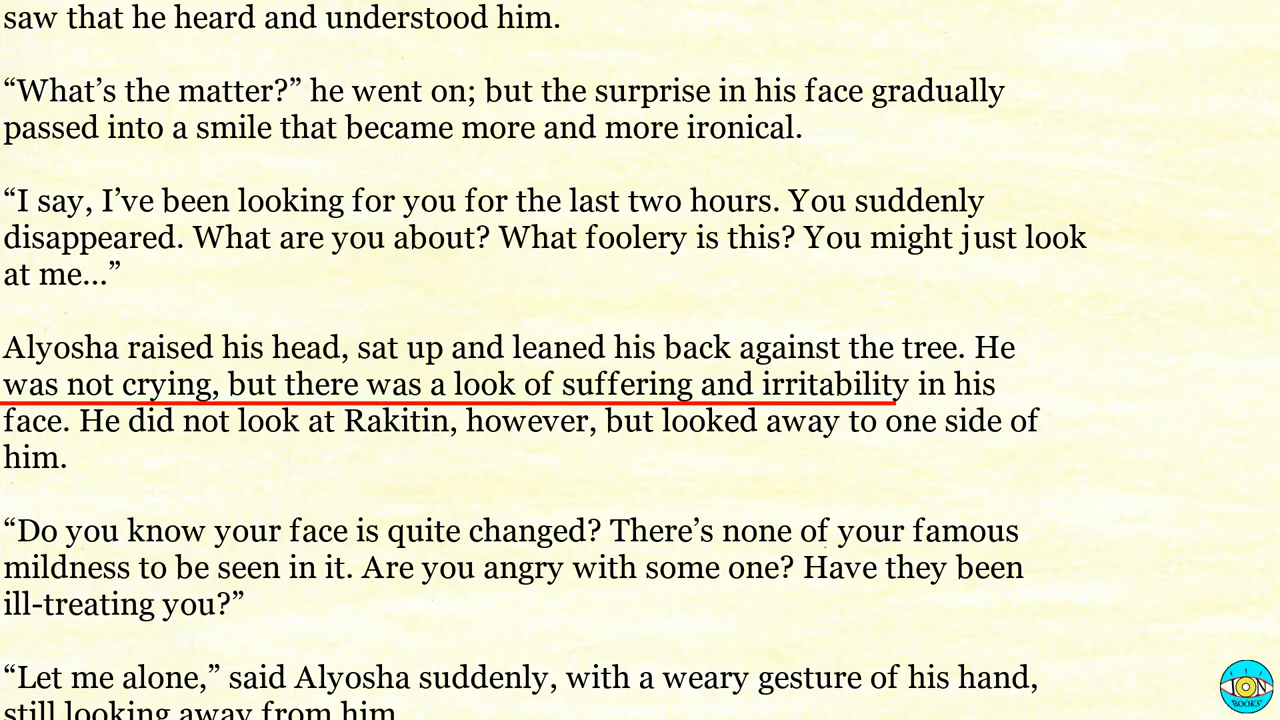 saw that he heard and understood him.
“What’s the matter?” he went on; but the surprise in his face gradually
passed into a smile that became more and more ironical.
“I say, I’ve been looking for you for the last two hours. You suddenly
disappeared. What are you about? What foolery is this? You might just look
at me...”
Alyosha raised his head, sat up and leaned his back against the tree. He
was not crying, but there was a look of suffering and irritability in his
face. He did not look at Rakitin, however, but looked away to one side of
him.
“Do you know your face is quite changed? There’s none of your famous
mildness to be seen in it. Are you angry with some one? Have they been
ill-treating you?”
“Let me alone,” said Alyosha suddenly, with a weary gesture of his hand,
still looking away from him
ION
BOOKS